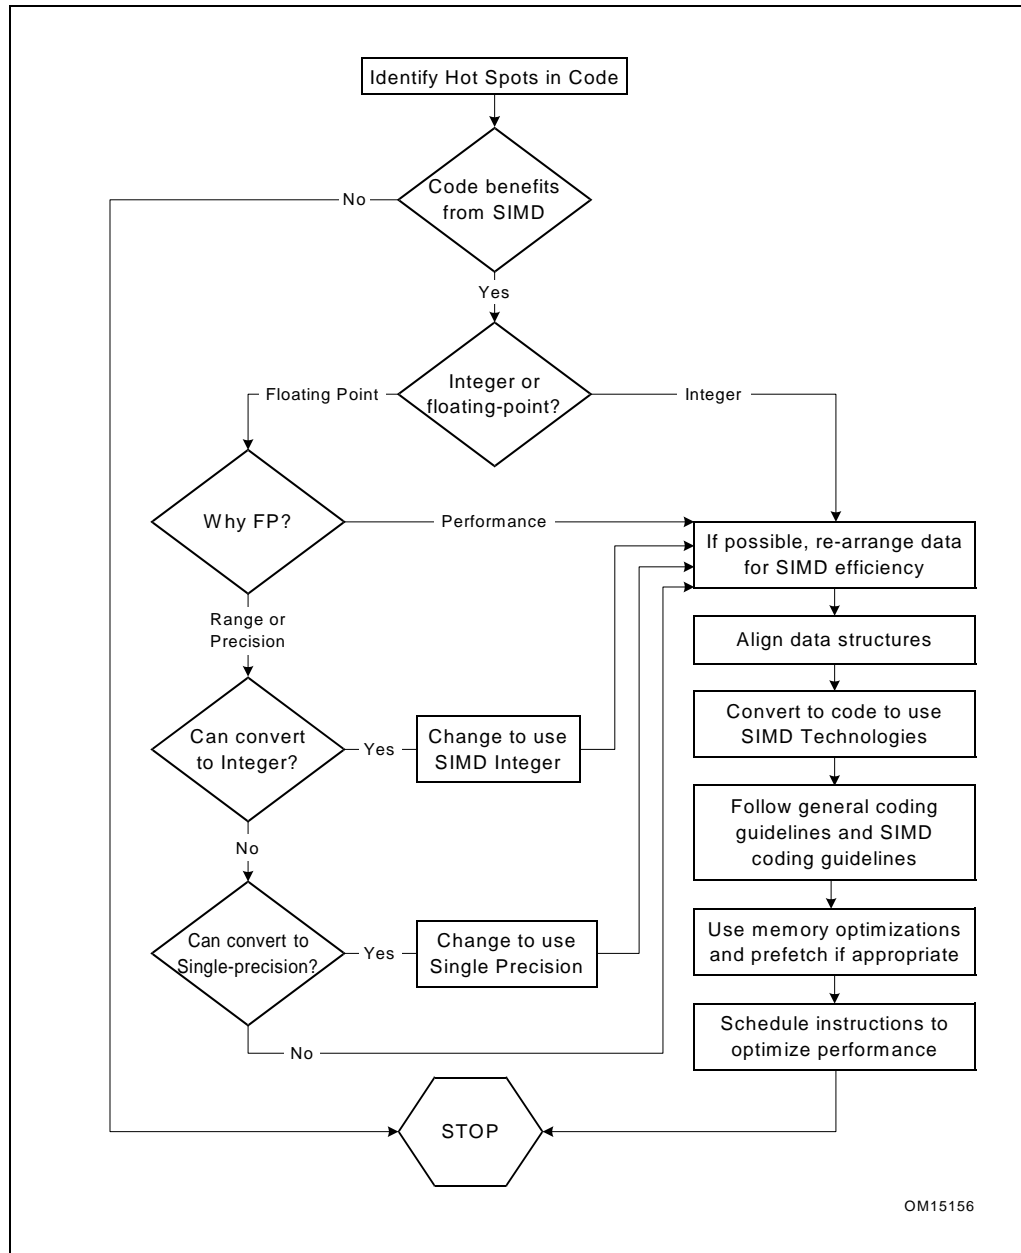 Identify Hot Spots in Code
Code benefits
from SIMD
No
Yes
Integer or
floating-point?
Floating Point
Integer
Why FP?
Performance
If possible, re-arrange data
for SIMD efficiency
Range or
Precision
Align data structures
Can convert
to Integer?
Yes
Change to use
SIMD Integer
Convert to code to use
SIMD Technologies
Follow general coding
guidelines and SIMD
coding guidelines
No
Can convert to
Single-precision?
Yes
Change to use
Single Precision
Use memory optimizations
and prefetch if appropriate
Schedule instructions to
optimize performance
No
STOP
OM15156